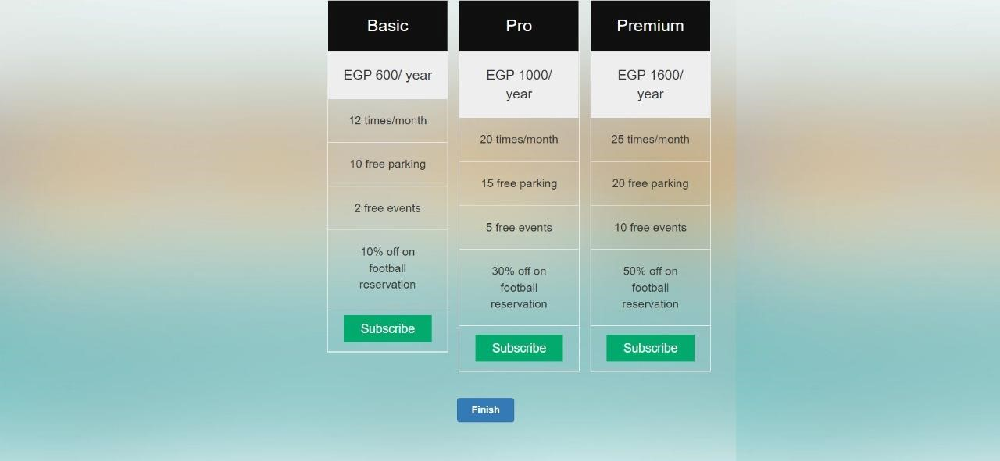 Basic
EGP 600/ year
12 times/month
10 free parking
2 free events
10% off on
football
reservation
Subscribe
Pro
EGP 1000/
year
20 times/month
15 free parking
5 free events
30% off on
football
reservation
Subscribe
Premium
EGP 1600/
year
25 times/month
20 free parking
10 free events
50% off on
football
reservation
Subscribe
Finish